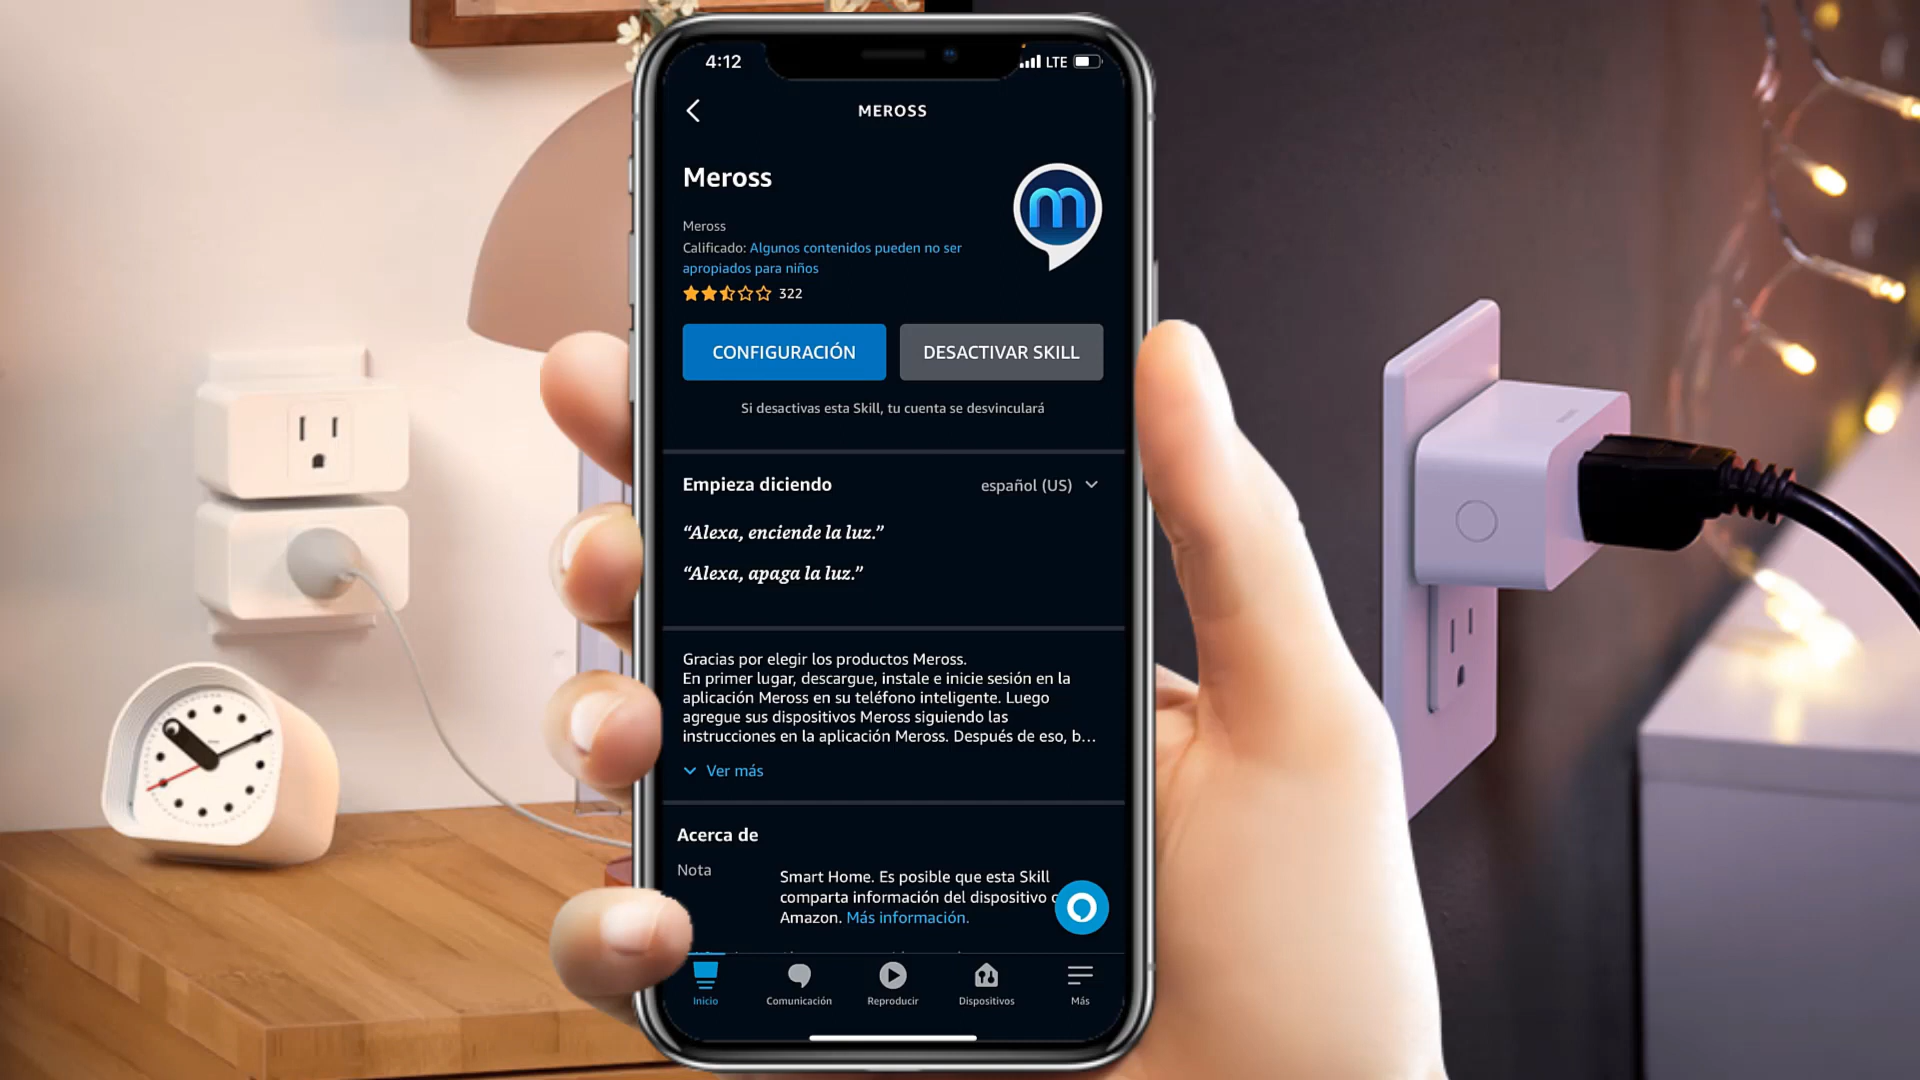 4:12
LTE
MEROSS
Meross
Meross
Calificado: Algunos contenidos pueden no ser
apropiados para niños
322
CONFIGURACIÓN
DESACTIVAR SKILL
Si desactivas esta Skill, tu cuenta se desvinculará
Empieza diciendo
español (US)
“Alexa, enciende la luz.”
“Alexa, apaga la luz.”
Gracias por elegir los productos Meross.
En primer lugar, descargue, instale e inicie sesión en la
aplicación Meross en su teléfono inteligente. Luego
agregue sus dispositivos Meross siguiendo las
instrucciones en la aplicación Meross. Después de eso, b...
Ver más
Acerca de
Nota
Smart Home. Es posible que esta Skill
comparta información del dispositivo
Amazon. Más información.
Inicio
Comunicación
Reproducir
Dispositivos
Más